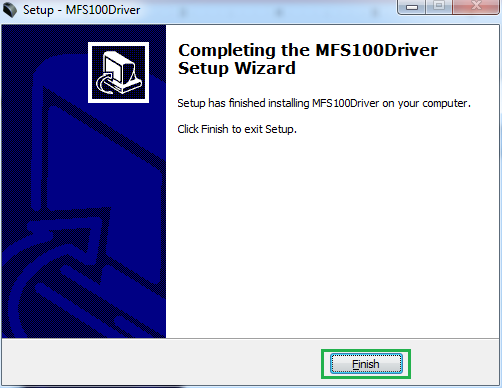 Setup - MFS100Driver
Completing the MFS100Driver
Setup Wizard
Setup has finished installing MFS100Driver on your computer.
Click Finish to exit Setup.
Finish